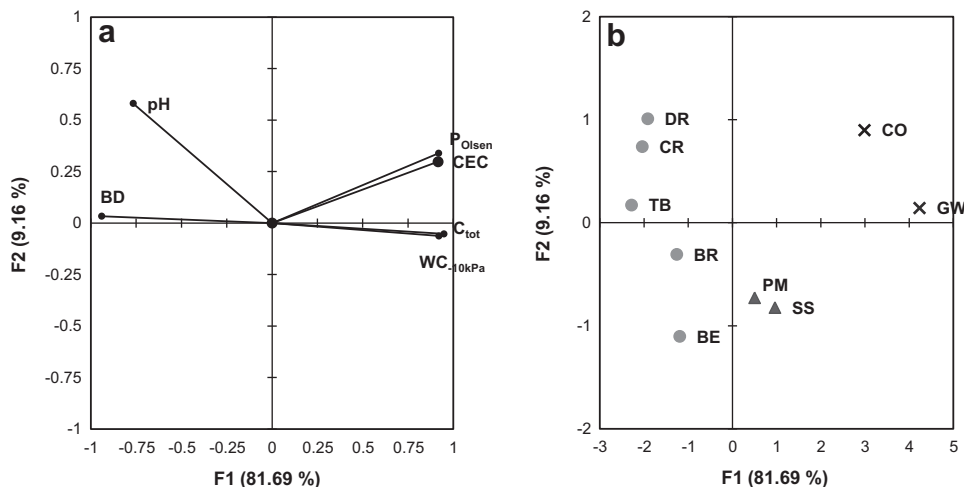 a
1
0.75
0.5
0.25
0
-0.25
-0.5
-0.75
-1
F2 (9.16 %)
pH
BD
P Olsen
CEC
C tot
WC -10kPa
-1 -0.75 -0.5 -0.25 0 0.25 0.5 0.75 1
F1 (81.69 %)
b
2
1
0
-1
-2
F2 (9.16 %)
DR
CR
TB
BR
BE
PM
SS
CO
GW
-3 -2 -1 0 1 2 3 4 5
F1 (81.69 %)